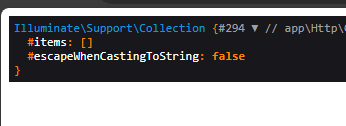 Illuminate\Support\Collection {#294 ▼ // app\Http\
#items: []
#escapeWhenCastingToString: false
}